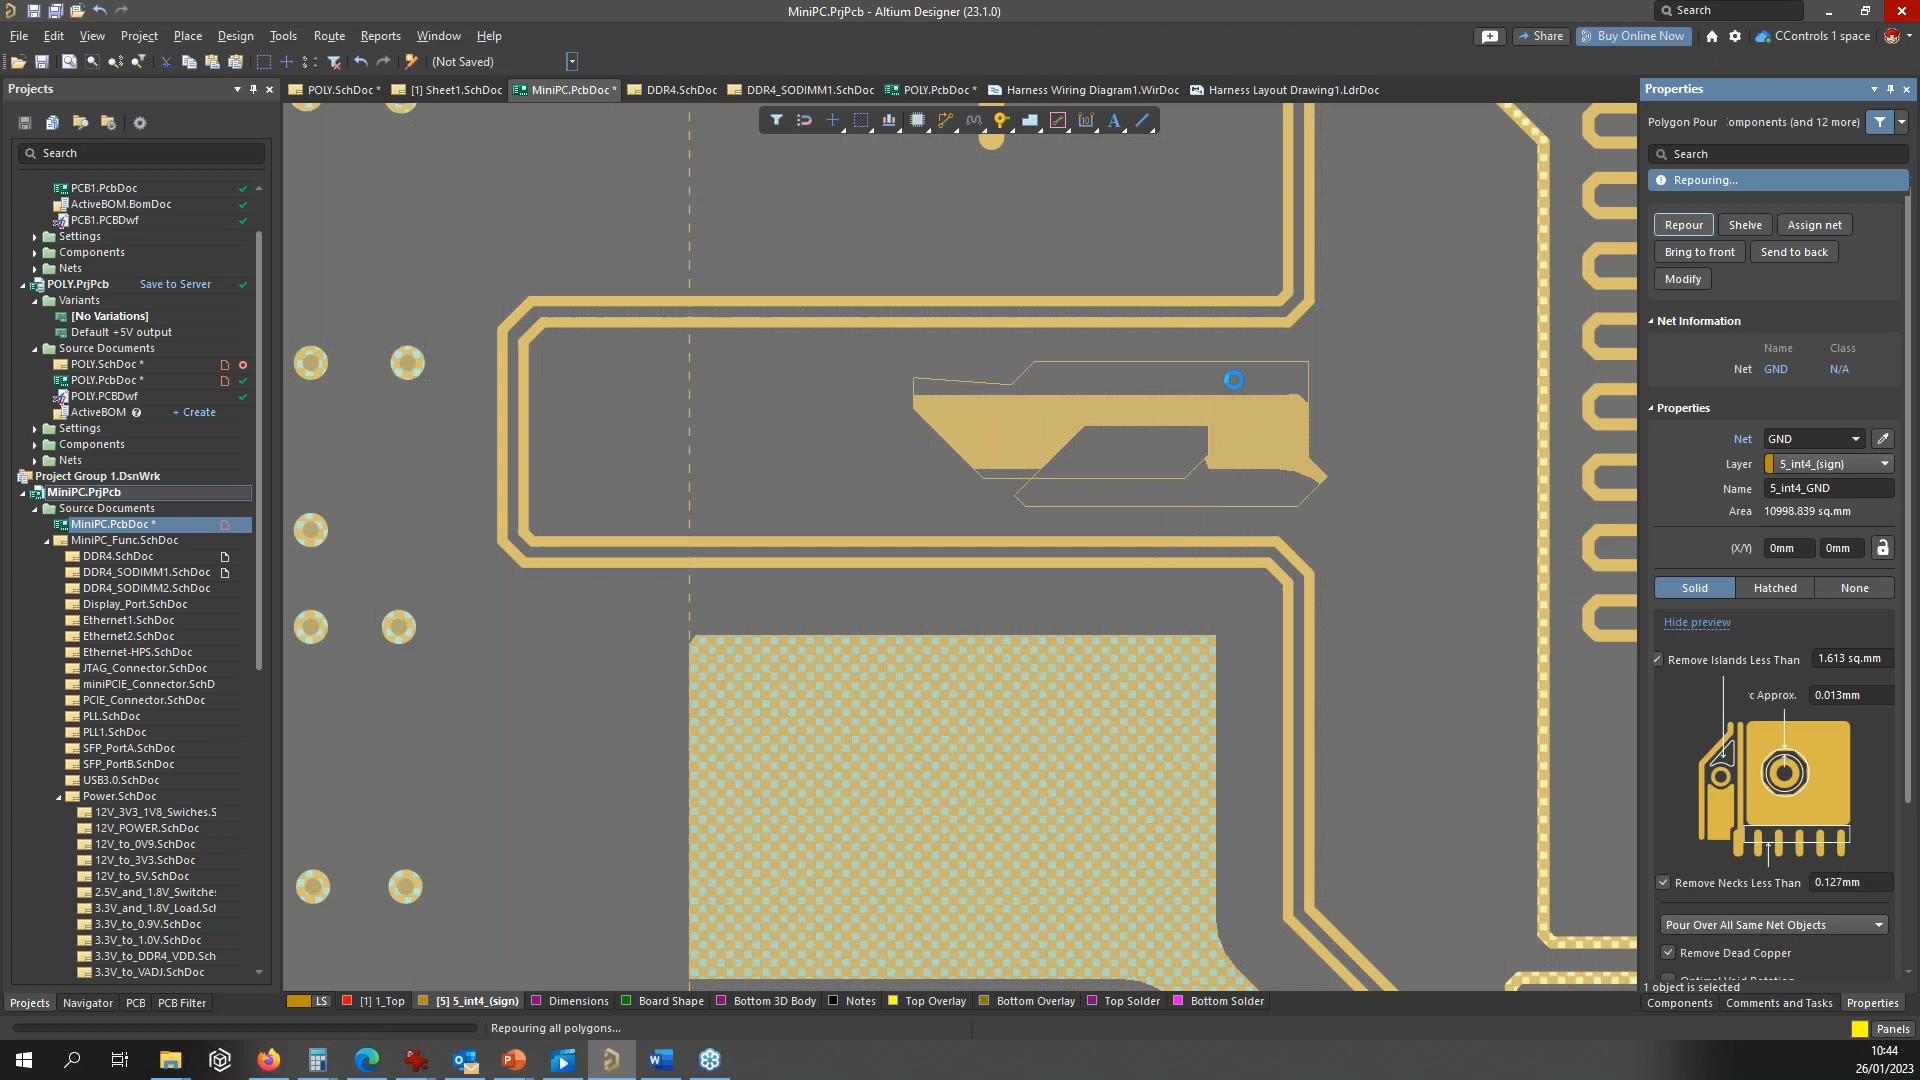 MiniPC.PrjPcb - Altium Designer (23.1.0)
Search
File Edit View Project Place Design Tools Route Reports Window Help
Share
Buy Online Now
CControls 1 space
(Not Saved)
Projects
POLY.SchDoc *
[1] Sheet1.SchDoc
MiniPC.PcbDoc *
DDR4.SchDoc
DDR4_SODIMM1.SchDoc
POLY.PcbDoc *
Harness Wiring Diagram1.WirDoc
Harness Layout Drawing1.LdrDoc
Search
PCB1.PcbDoc
ActiveBOM.BomDoc
PCB1.PCBDwf
Settings
Components
Nets
POLY.PrjPcb Save to Server
Variants
[No Variations]
Default +5V output
Source Documents
POLY.SchDoc *
POLY.PcbDoc *
POLY.PCBDwf
ActiveBOM + Create
Settings
Components
Nets
Project Group 1.DsnWrk
MiniPC.PrjPcb
Source Documents
MiniPC.PcbDoc *
MiniPC_Func.SchDoc
DDR4.SchDoc
DDR4_SODIMM1.SchDoc
DDR4_SODIMM2.SchDoc
Display_Port.SchDoc
Ethernet1.SchDoc
Ethernet2.SchDoc
Ethernet-HPS.SchDoc
JTAG_Connector.SchDoc
miniPCIE_Connector.SchD
PCIE_Connector.SchDoc
PLL.SchDoc
PLL1.SchDoc
SFP_PortA.SchDoc
SFP_PortB.SchDoc
USB3.0.SchDoc
Power.SchDoc
12V_3V3_1V8_Swiches.S
12V_POWER.SchDoc
12V_to_0V9.SchDoc
12V_to_3V3.SchDoc
12V_to_5V.SchDoc
2.5V_and_1.8V_Switche:
3.3V_and_1.8V_Load.Scl
3.3V_to_0.9V.SchDoc
3.3V_to_1.0V.SchDoc
3.3V_to_DDR4_VDD.Sch
3.3V_to_VADJ.SchDoc
Projects Navigator PCB PCB Filter
Properties
Polygon Pour omponents (and 12 more)
Search
Repouring...
Repour Shelve Assign net
Bring to front Send to back
Modify
Net Information
Name Class
Net GND N/A
Properties
Net GND
Layer 5_int4_(sign)
Name 5_int4_GND
Area 10998.839 sq.mm
(X/Y) 0mm 0mm
Solid Hatched None
Hide preview
Remove Islands Less Than 1.613 sq.mm
c Approx. 0.013mm
Remove Necks Less Than 0.127mm
Pour Over All Same Net Objects
Remove Dead Copper
1 object is selected
Components Comments and Tasks Properties
LS [1] 1_Top [5] 5_int4_(sign) Dimensions Board Shape Bottom 3D Body Notes Top Overlay Bottom Overlay Top Solder Bottom Solder
Repouring all polygons...
Panels
10:44
26/01/2023